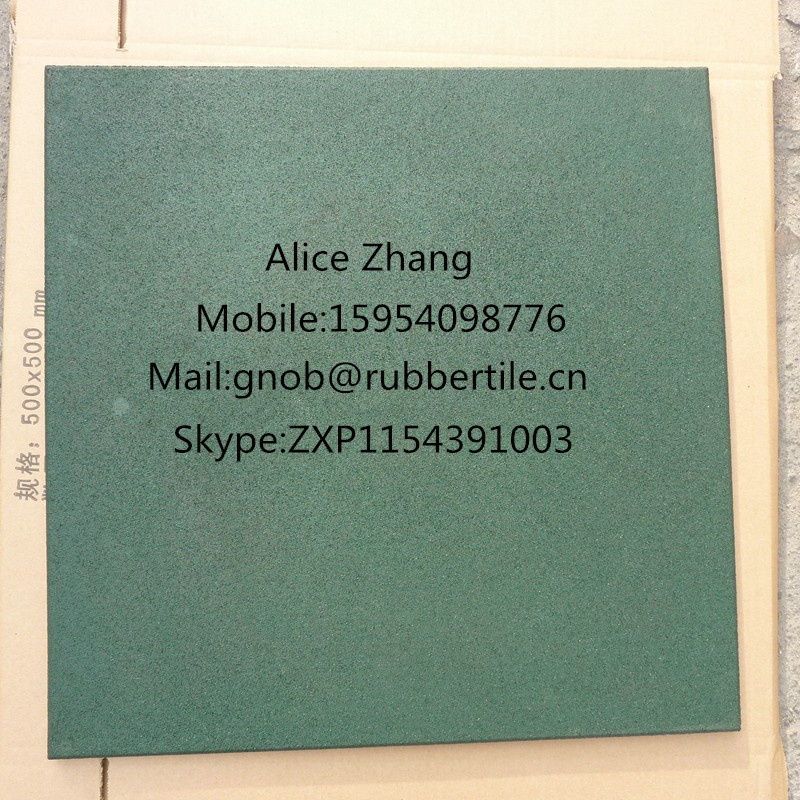 Alice Zhang
Mobile:15954098776
Mail:gnob@rubbertile.cn
Skype:ZXP1154391003
规格: 500x500 mm